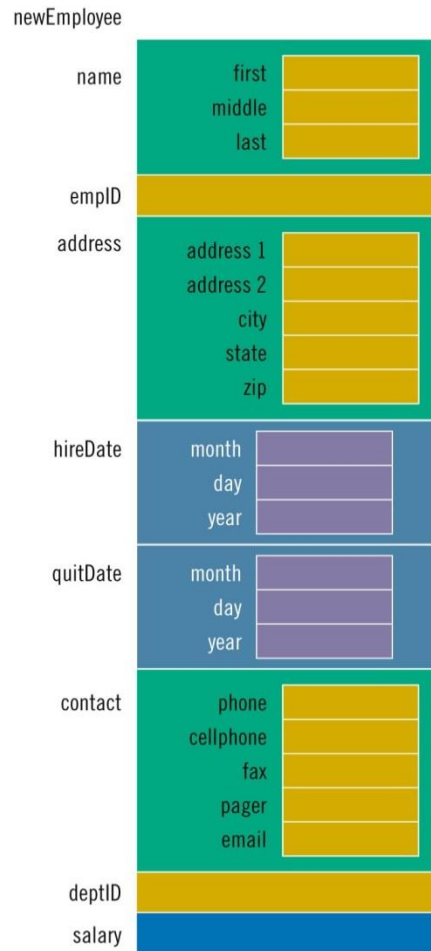 newEmployee
name
first
middle
last
empID
address
address 1
address 2
city
state
zip
hireDate
month
day
year
quitDate
month
day
year
contact
phone
cellphone
fax
pager
email
deptID
salary